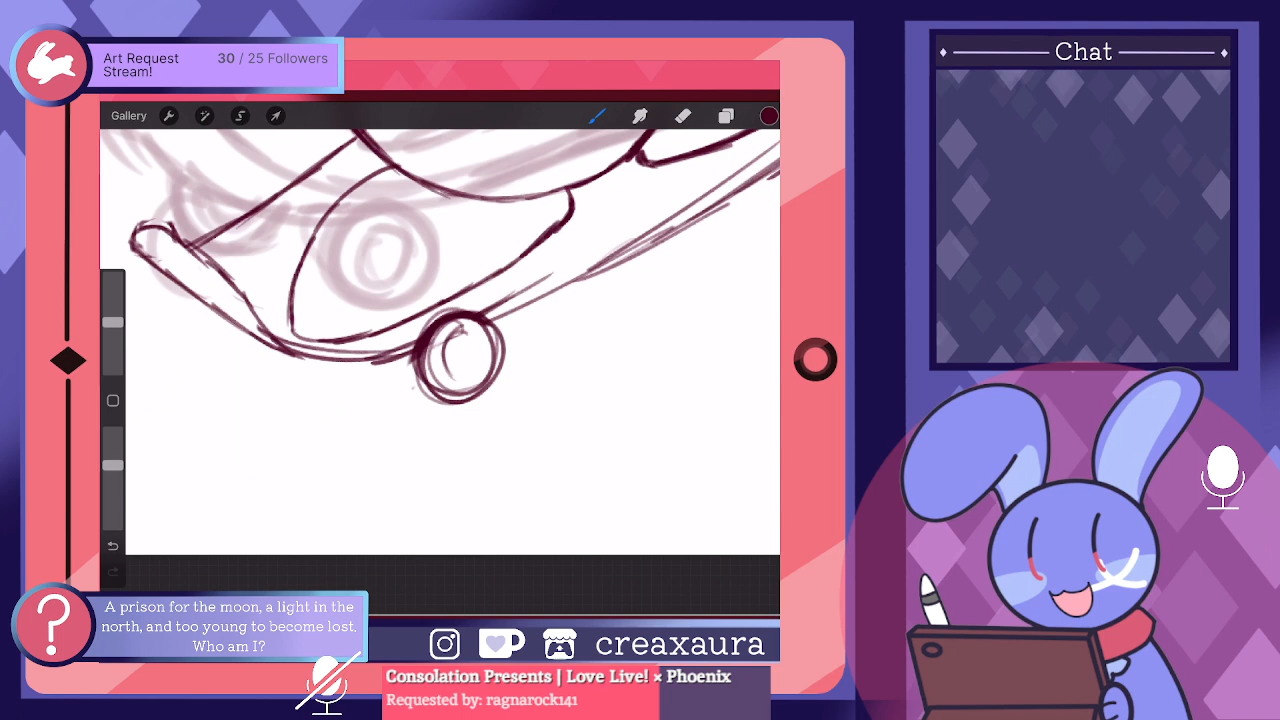 Art Request
Stream!
30 / 25 Followers
Chat
Gallery
A prison for the moon, a light in the
north, and too young to become lost.
Who am I?
creaxaura
Consolation Presents | Love Live! × Phoenix
Requested by: ragnarock141